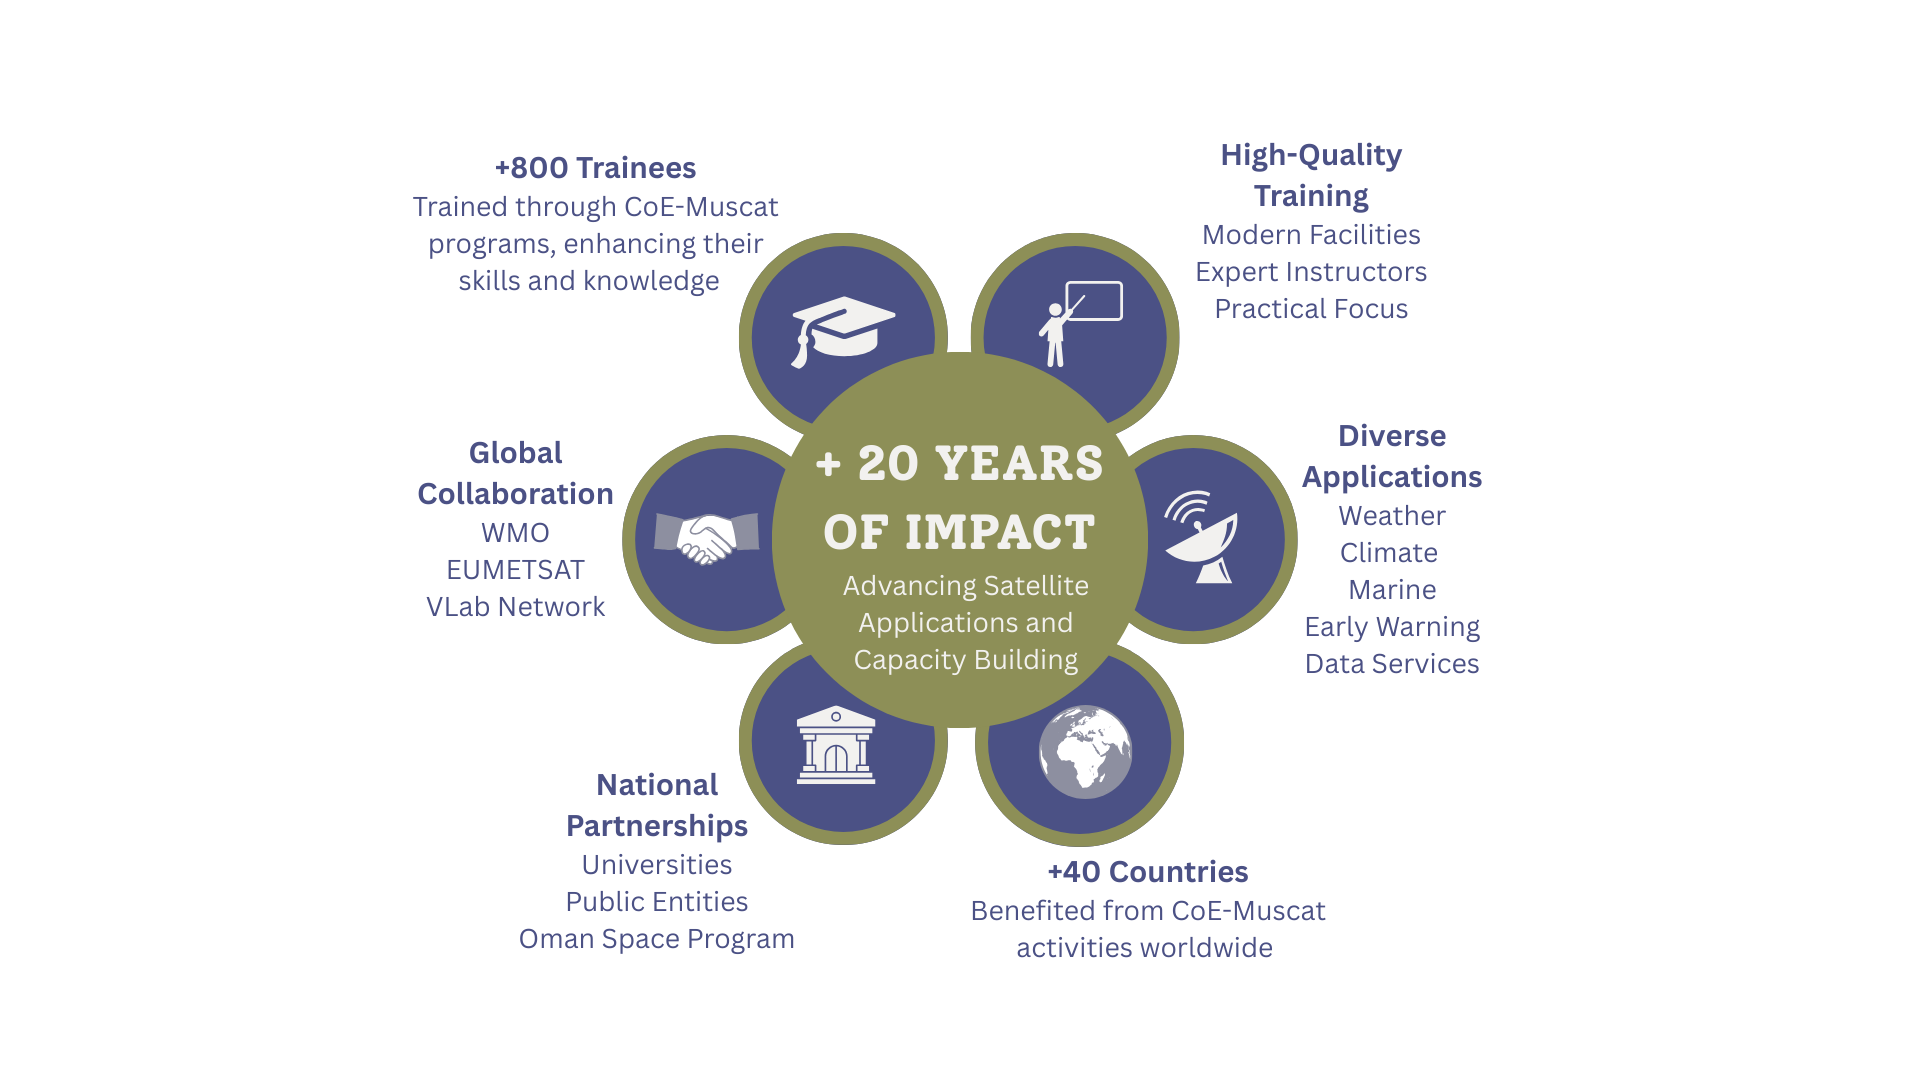 +800 Trainees
Trained through CoE-Muscat
programs, enhancing their
skills and knowledge
High-Quality
Training
Modern Facilities
Expert Instructors
Practical Focus
Global
Collaboration
WMO
EUMETSAT
VLab Network
+ 20 YEARS
OF IMPACT
Advancing Satellite
Applications and
Capacity Building
Diverse
Applications
Weather
Climate
Marine
Early Warning
Data Services
National
Partnerships
Universities
Public Entities
Oman Space Program
+40 Countries
Benefited from CoE-Muscat
activities worldwide